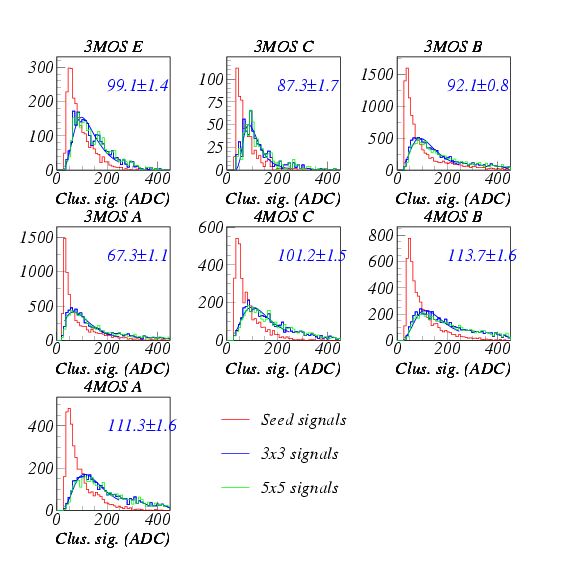 3MOS E
3MOS C
3MOS B
99.1±1.4
87.3±1.7
92.1±0.8
300
200
100
0
100
75
50
25
0
1500
1000
500
0
0 200 400
0 200 400
0 200 400
Clus. sig. (ADC)
Clus. sig. (ADC)
Clus. sig. (ADC)
3MOS A
4MOS C
4MOS B
67.3±1.1
101.2±1.5
113.7±1.6
1500
1000
500
0
600
400
200
0
800
600
400
200
0
0 200 400
0 200 400
0 200 400
Clus. sig. (ADC)
Clus. sig. (ADC)
Clus. sig. (ADC)
4MOS A
111.3±1.6
400
200
0
0 200 400
Clus. sig. (ADC)
Seed signals
3x3 signals
5x5 signals